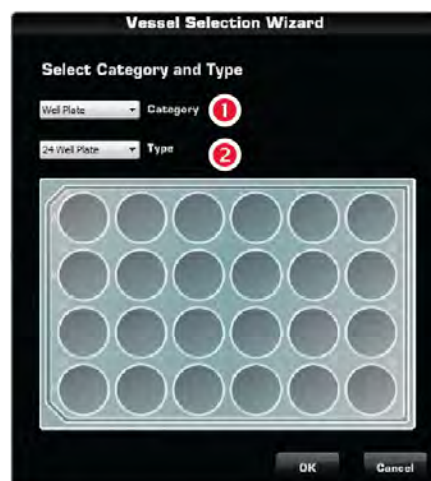 Vessel Selection Wizard
Select Category and Type
Well Plate Category 1
24 Well Plate Type 2
OK Cancel